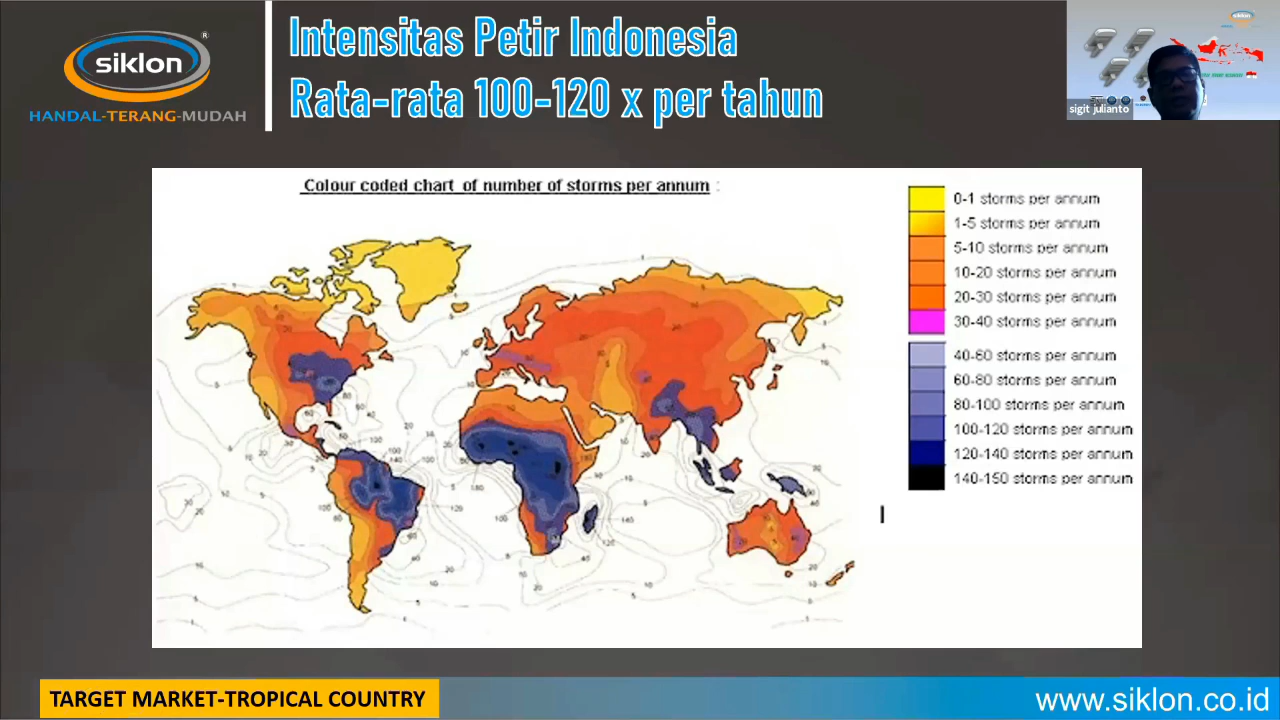 siklon
®
HANDAL-TERANG-MUDAH
Intensitas Petir Indonesia
Rata-rata 100-120 x per tahun
sigit julianto
Colour coded chart of number of storms per annum :
0-1 storms per annum
1-5 storms per annum
5-10 storms per annum
10-20 storms per annum
20-30 storms per annum
30-40 storms per annum
40-60 storms per annum
60-80 storms per annum
80-100 storms per annum
100-120 storms per annum
120-140 storms per annum
140-150 storms per annum
TARGET MARKET-TROPICAL COUNTRY
www.siklon.co.id